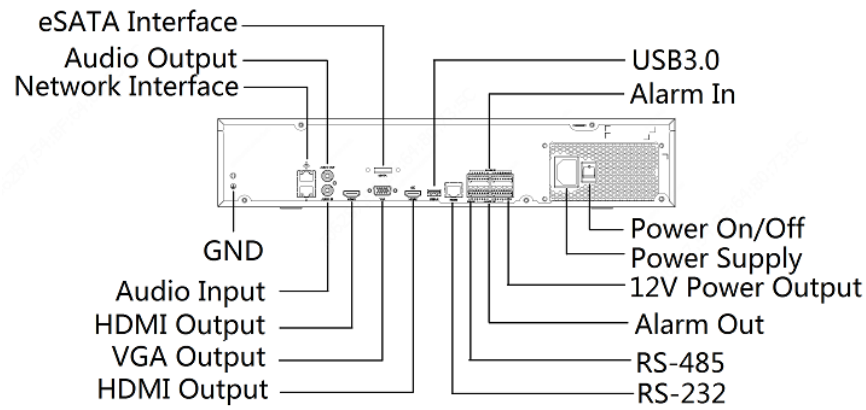 eSATA Interface
Audio Output
Network Interface
USB3.0
Alarm In
GND
Audio Input
HDMI Output
VGA Output
HDMI Output
Power On/Off
Power Supply
12V Power Output
Alarm Out
RS-485
RS-232